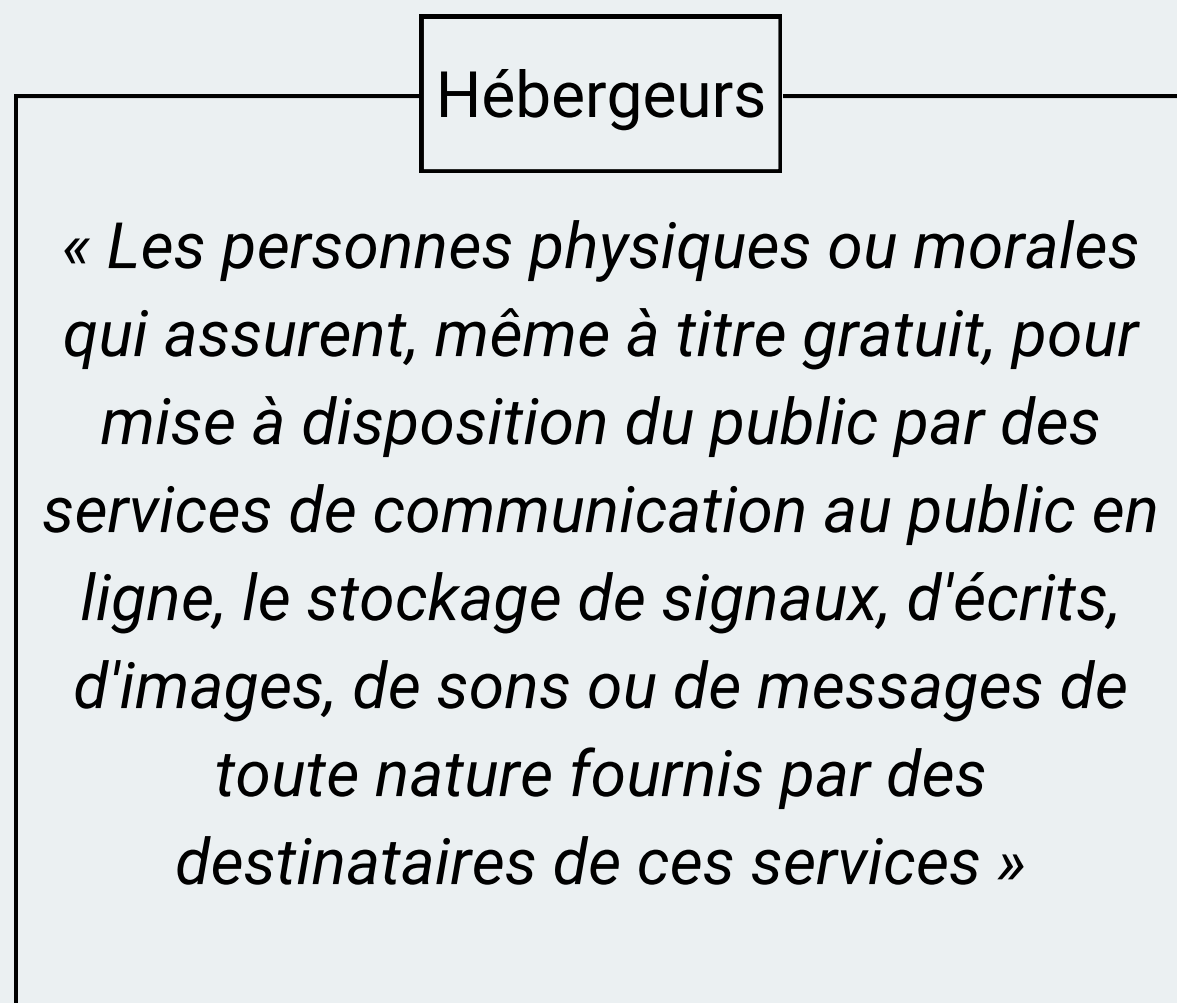 Hébergeurs
« Les personnes physiques ou morales
qui assurent, même à titre gratuit, pour
mise à disposition du public par des
services de communication au public en
ligne, le stockage de signaux, d'écrits,
d'images, de sons ou de messages de
toute nature fournis par des
destinataires de ces services »